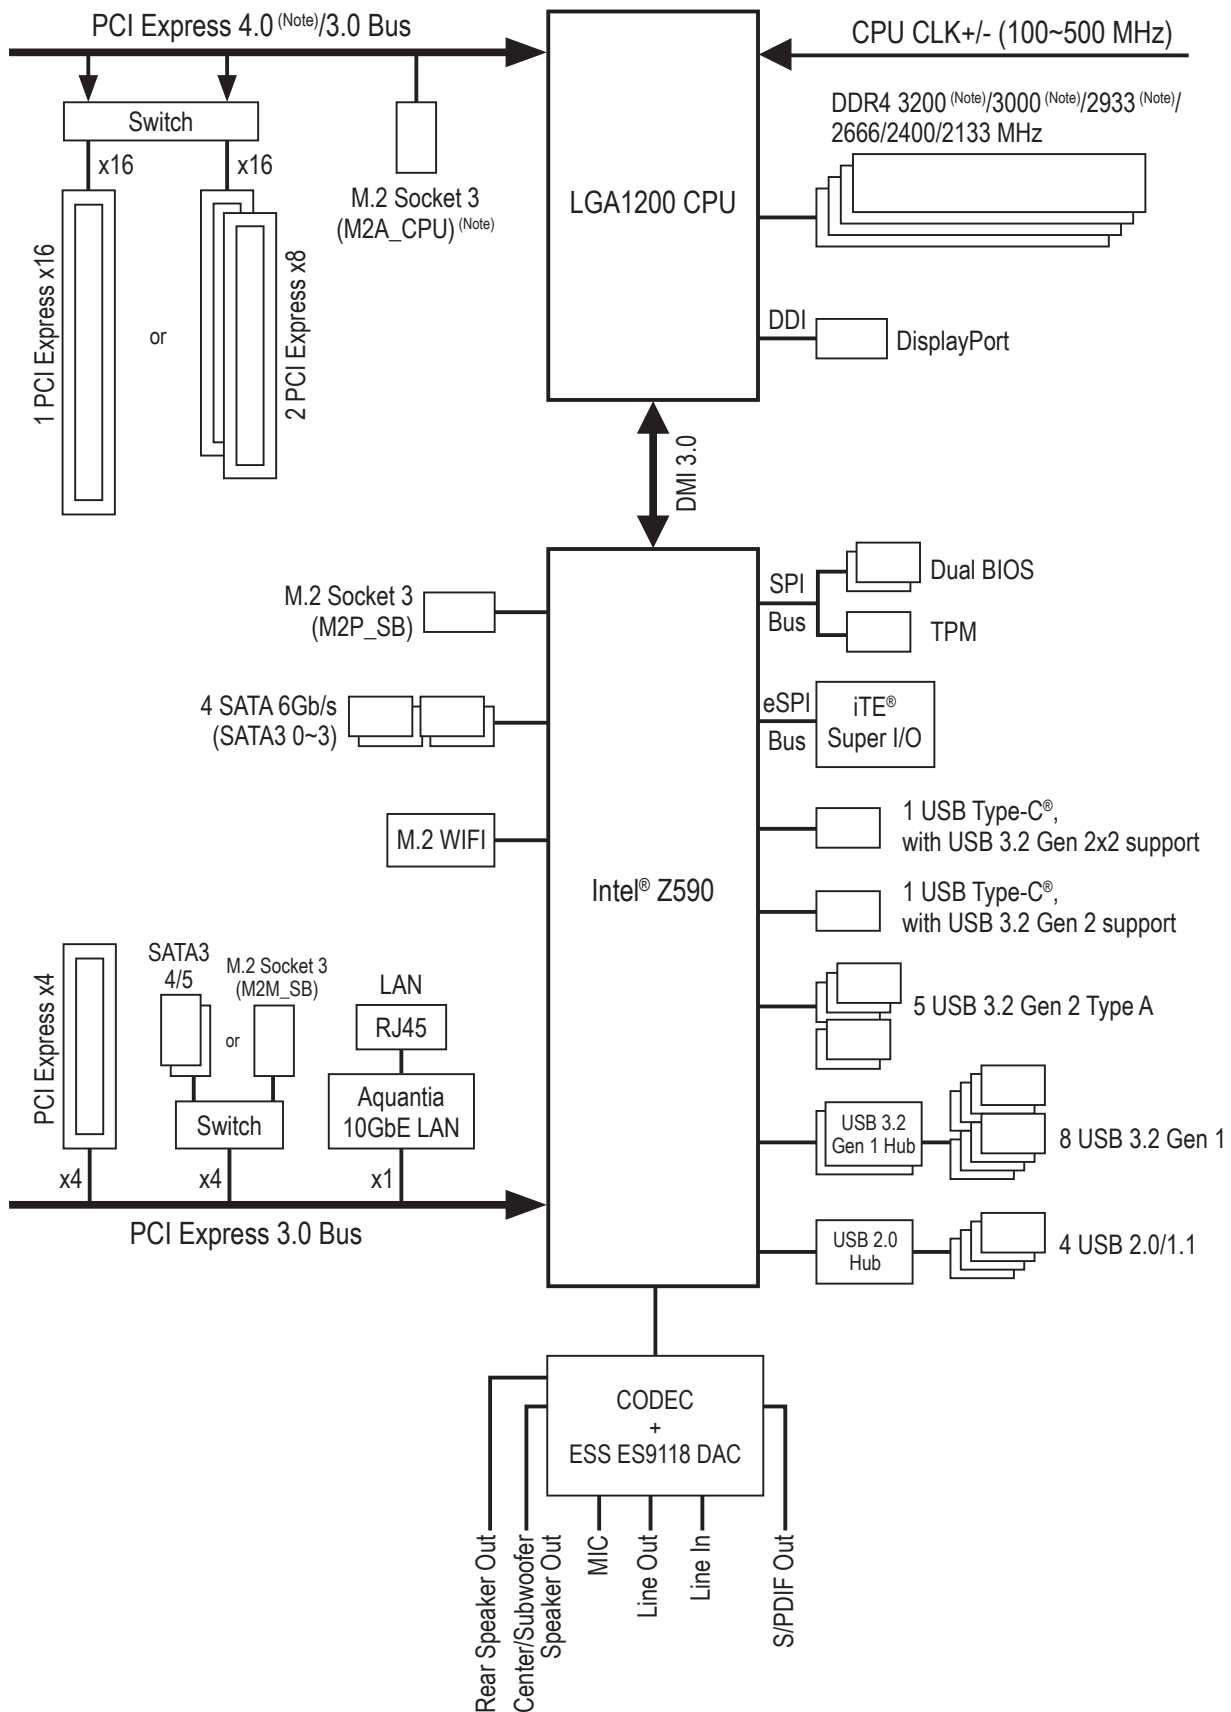 PCI Express 4.0 (Note)/3.0 Bus
CPU CLK+/- (100~500 MHz)
Switch
x16
x16
M.2 Socket 3
(M2A_CPU) (Note)
1 PCI Express x16
or
2 PCI Express x8
LGA1200 CPU
DDR4 3200 (Note)/3000 (Note)/2933 (Note)/
2666/2400/2133 MHz
DDI
DisplayPort
DMI 3.0
M.2 Socket 3
(M2P_SB)
4 SATA 6Gb/s
(SATA3 0~3)
M.2 WIFI
Intel® Z590
SPI
Bus
Dual BIOS
TPM
eSPI
Bus
iTE®
Super I/O
1 USB Type-C®,
with USB 3.2 Gen 2x2 support
1 USB Type-C®,
with USB 3.2 Gen 2 support
5 USB 3.2 Gen 2 Type A
USB 3.2
Gen 1 Hub
8 USB 3.2 Gen 1
USB 2.0
Hub
4 USB 2.0/1.1
PCI Express x4
SATA3
4/5
or
M.2 Socket 3
(M2M_SB)
Switch
LAN
RJ45
Aquantia
10GbE LAN
x4
x4
x1
PCI Express 3.0 Bus
CODEC
+
ESS ES9118 DAC
Rear Speaker Out
Center/Subwoofer
Speaker Out
MIC
Line Out
Line In
S/PDIF Out